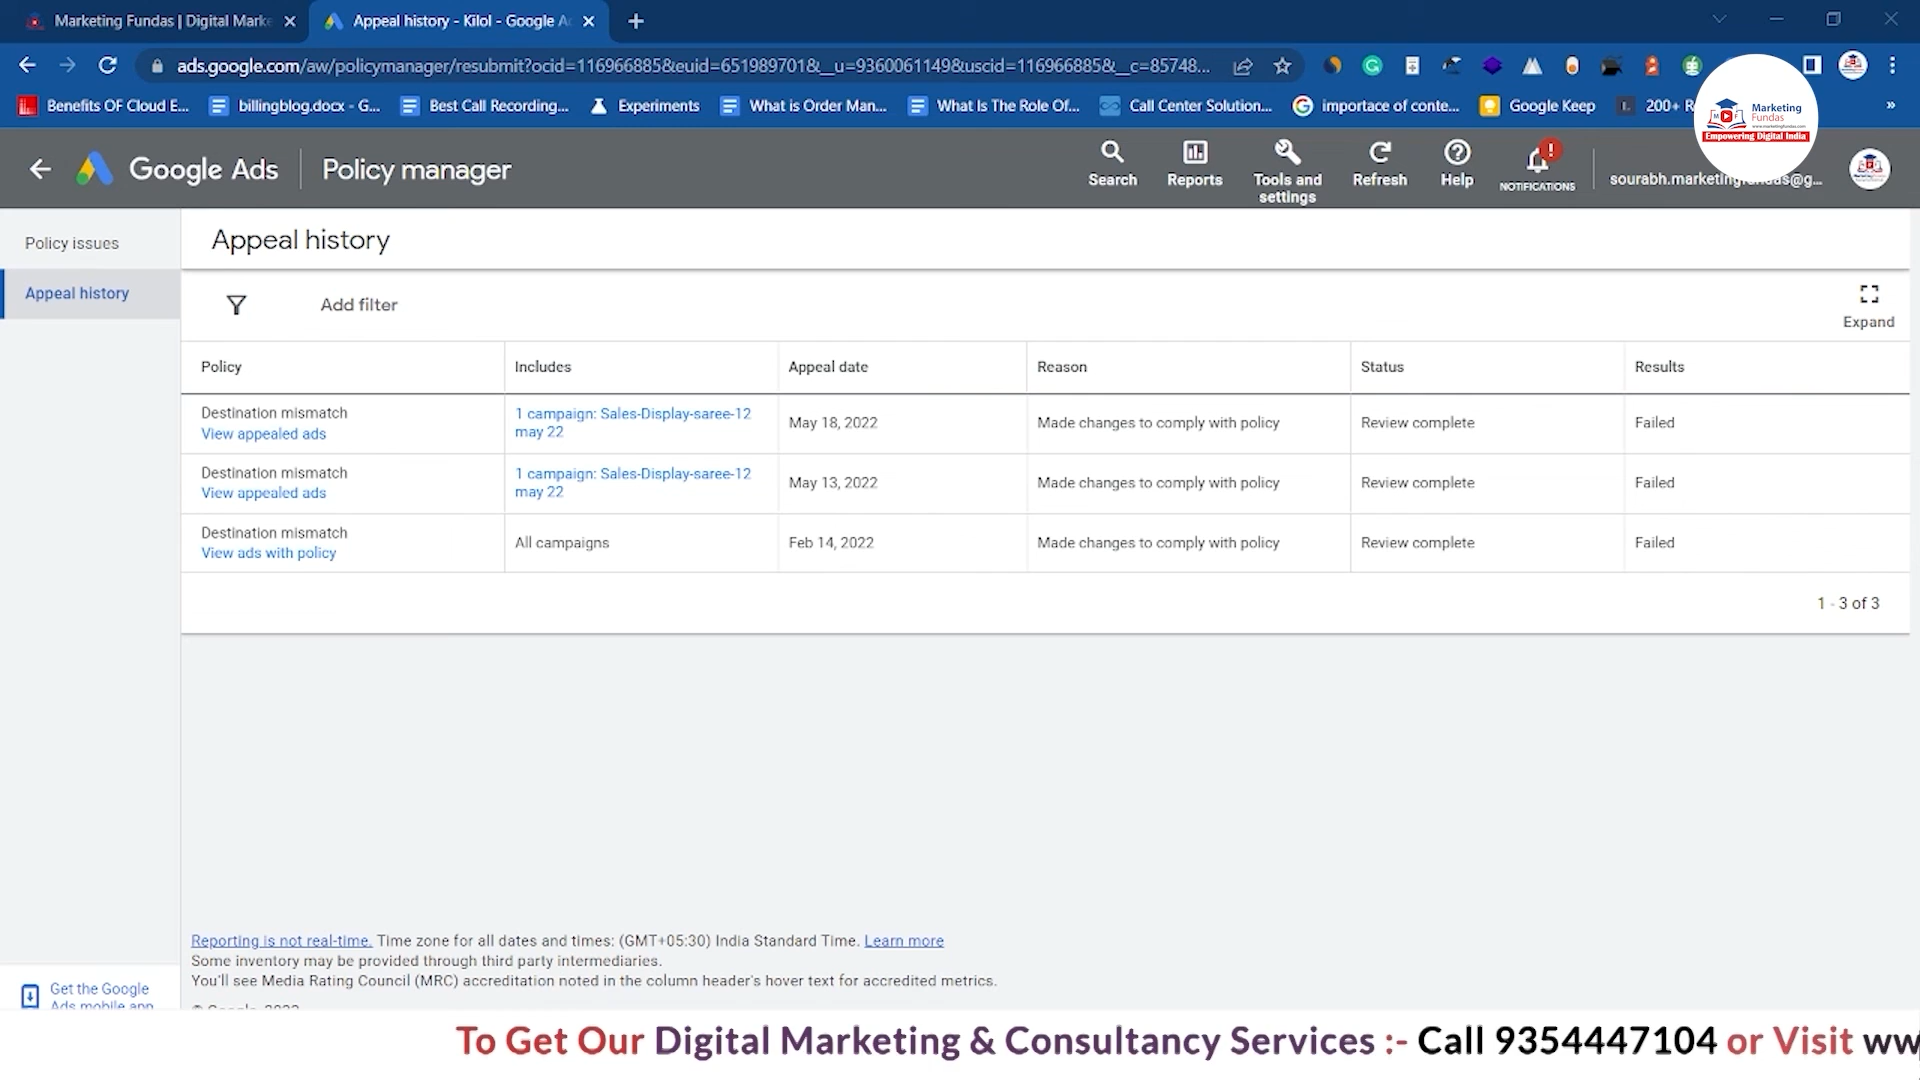 Marketing Fundas | Digital Marke
Appeal history - Kilol - Google A
ads.google.com/aw/policymanager/resubmit?ocid=116966885&euid=651989701&__u=9360061149&uscid=116966885&__c=85748...
Benefits OF Cloud E...
billingblog.docx - G...
Best Call Recording...
Experiments
What is Order Man...
What Is The Role Of...
Call Center Solution...
importace of conte...
Google Keep
200+ R
»
Marketing
Fundas
Empowering Digital India
Google Ads
Policy manager
Search
Reports
Tools and
settings
Refresh
Help
NOTIFICATIONS
Policy issues
Appeal history
Appeal history
Add filter
Expand
Policy Includes Appeal date Reason Status Results
Destination mismatch
View appealed ads
1 campaign: Sales-Display-saree-12
may 22
May 18, 2022
Made changes to comply with policy
Review complete
Failed
Destination mismatch
View appealed ads
1 campaign: Sales-Display-saree-12
may 22
May 13, 2022
Made changes to comply with policy
Review complete
Failed
Destination mismatch
View ads with policy
All campaigns
Feb 14, 2022
Made changes to comply with policy
Review complete
Failed
1 - 3 of 3
Reporting is not real-time. Time zone for all dates and times: (GMT+05:30) India Standard Time. Learn more
Some inventory may be provided through third party intermediaries.
You'll see Media Rating Council (MRC) accreditation noted in the column header's hover text for accredited metrics.
Get the Google
Ads mobile app
To Get Our Digital Marketing & Consultancy Services :- Call 9354447104 or Visit ww